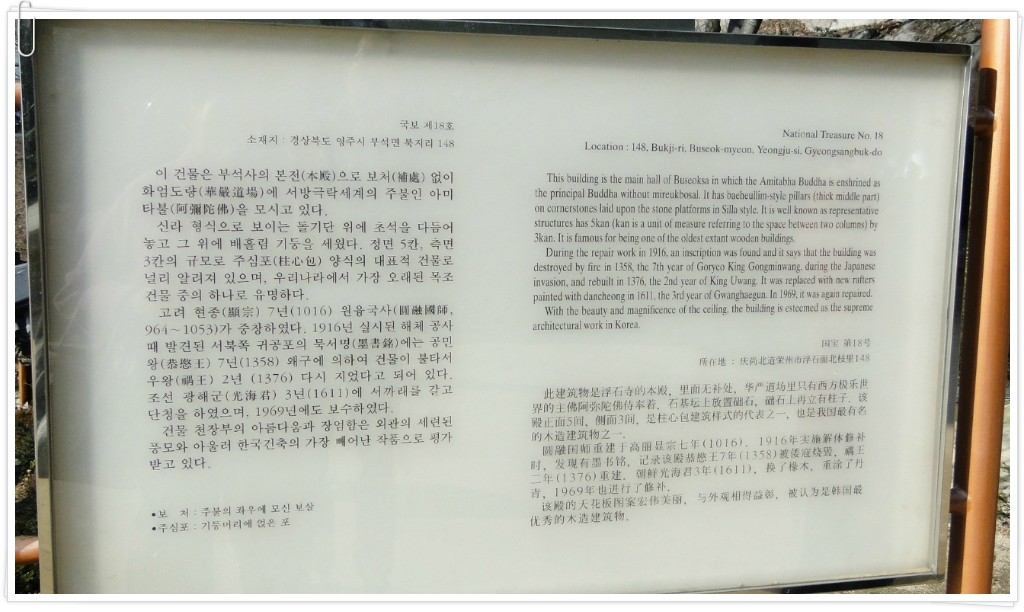 국보 제18호
소재지 : 경상북도 영주시 부석면 북지리 148
이 건물은 부석사의 본전(本殿)으로 보처(補處) 없이
화엄도량(華嚴道場)에 서방극락세계의 주불인 아미
타불(阿彌陀佛)을 모시고 있다.
신라 형식으로 보이는 돌기단 위에 초석을 다듬어
놓고 그 위에 배흘림 기둥을 세웠다. 정면 5칸, 측면
3칸의 규모로 주심포(柱心包) 양식의 대표적 건물로
널리 알려져 있으며, 우리나라에서 가장 오래된 목조
건물 중의 하나로 유명하다.
고려 현종(顯宗) 7년(1016) 원융국사(圓融國師,
964~1053)가 중창하였다. 1916년 실시된 해체 공사
때 발견된 서북쪽 귀공포의 묵서명(墨書銘)에는 공민
왕(恭愍王) 7년(1358) 왜구에 의하여 건물이 불타서
우왕(禑王) 2년 (1376) 다시 지었다고 되어 있다.
조선 광해군(光海君) 3년(1611)에 서까래를 갈고
단청을 하였으며, 1969년에도 보수하였다.
건물 천장부의 아름다움과 장엄함은 외관의 세련된
풍모와 아울러 한국건축의 가장 빼어난 작품으로 평가
받고 있다.
•보 처 : 주불의 좌우에 모신 보살
•주심포 : 기둥머리에 얹은 포
National Treasure No. 18
Location : 148, Bukji-ri, Buseok-myeon, Yeongju-si, Gyeongsangbuk-do
This building is the main hall of Buseoksa in which the Amitabha Buddha is enshrined as
the principal Buddha without mireukbosal. It has baeheullim-style pillars (thick middle part)
on cornerstones laid upon the stone platforms in Silla style. It is well known as representative
structures has 5kan (kan is a unit of measure referring to the space between two columns) by
3kan. It is famous for being one of the oldest extant wooden buildings.
During the repair work in 1916, an inscription was found and it says that the building was
destroyed by fire in 1358, the 7th year of Goryeo King Gongminwang, during the Japanese
invasion, and rebuilt in 1376, the 2nd year of King Uwang. It was replaced with new rafters
painted with dancheong in 1611, the 3rd year of Gwanghaegun. In 1969, it was again repaired.
With the beauty and magnificence of the ceiling, the building is esteemed as the supreme
architectural work in Korea.
国宝 第18号
所在地 : 庆尚北道荣州市浮石面北枝里148
此建筑物是浮石寺的本殿，里面无补处，华严道场里只有西方极乐世
界的主佛阿弥陀佛侍奉着。石基坛上放置础石，础石上再立有柱子. 该
殿正面5间，侧面3间，是柱心包建筑样式的代表之一，也是我国最有名
的木造建筑物之一.
圆融国师重建于高丽显宗七年(1016)．1916年实施解体修补
时，发现有墨书铭，记录该殿恭愍王7年(1358)被倭寇烧毁，禑王
二年(1376)重建．朝鲜光海君3年(1611)，换了椽木，重涂了丹
青，1969年也进行了修补.
该殿的天花板图案宏伟美丽，与外观相得益彰，被认为是韩国最
优秀的木造建筑物.